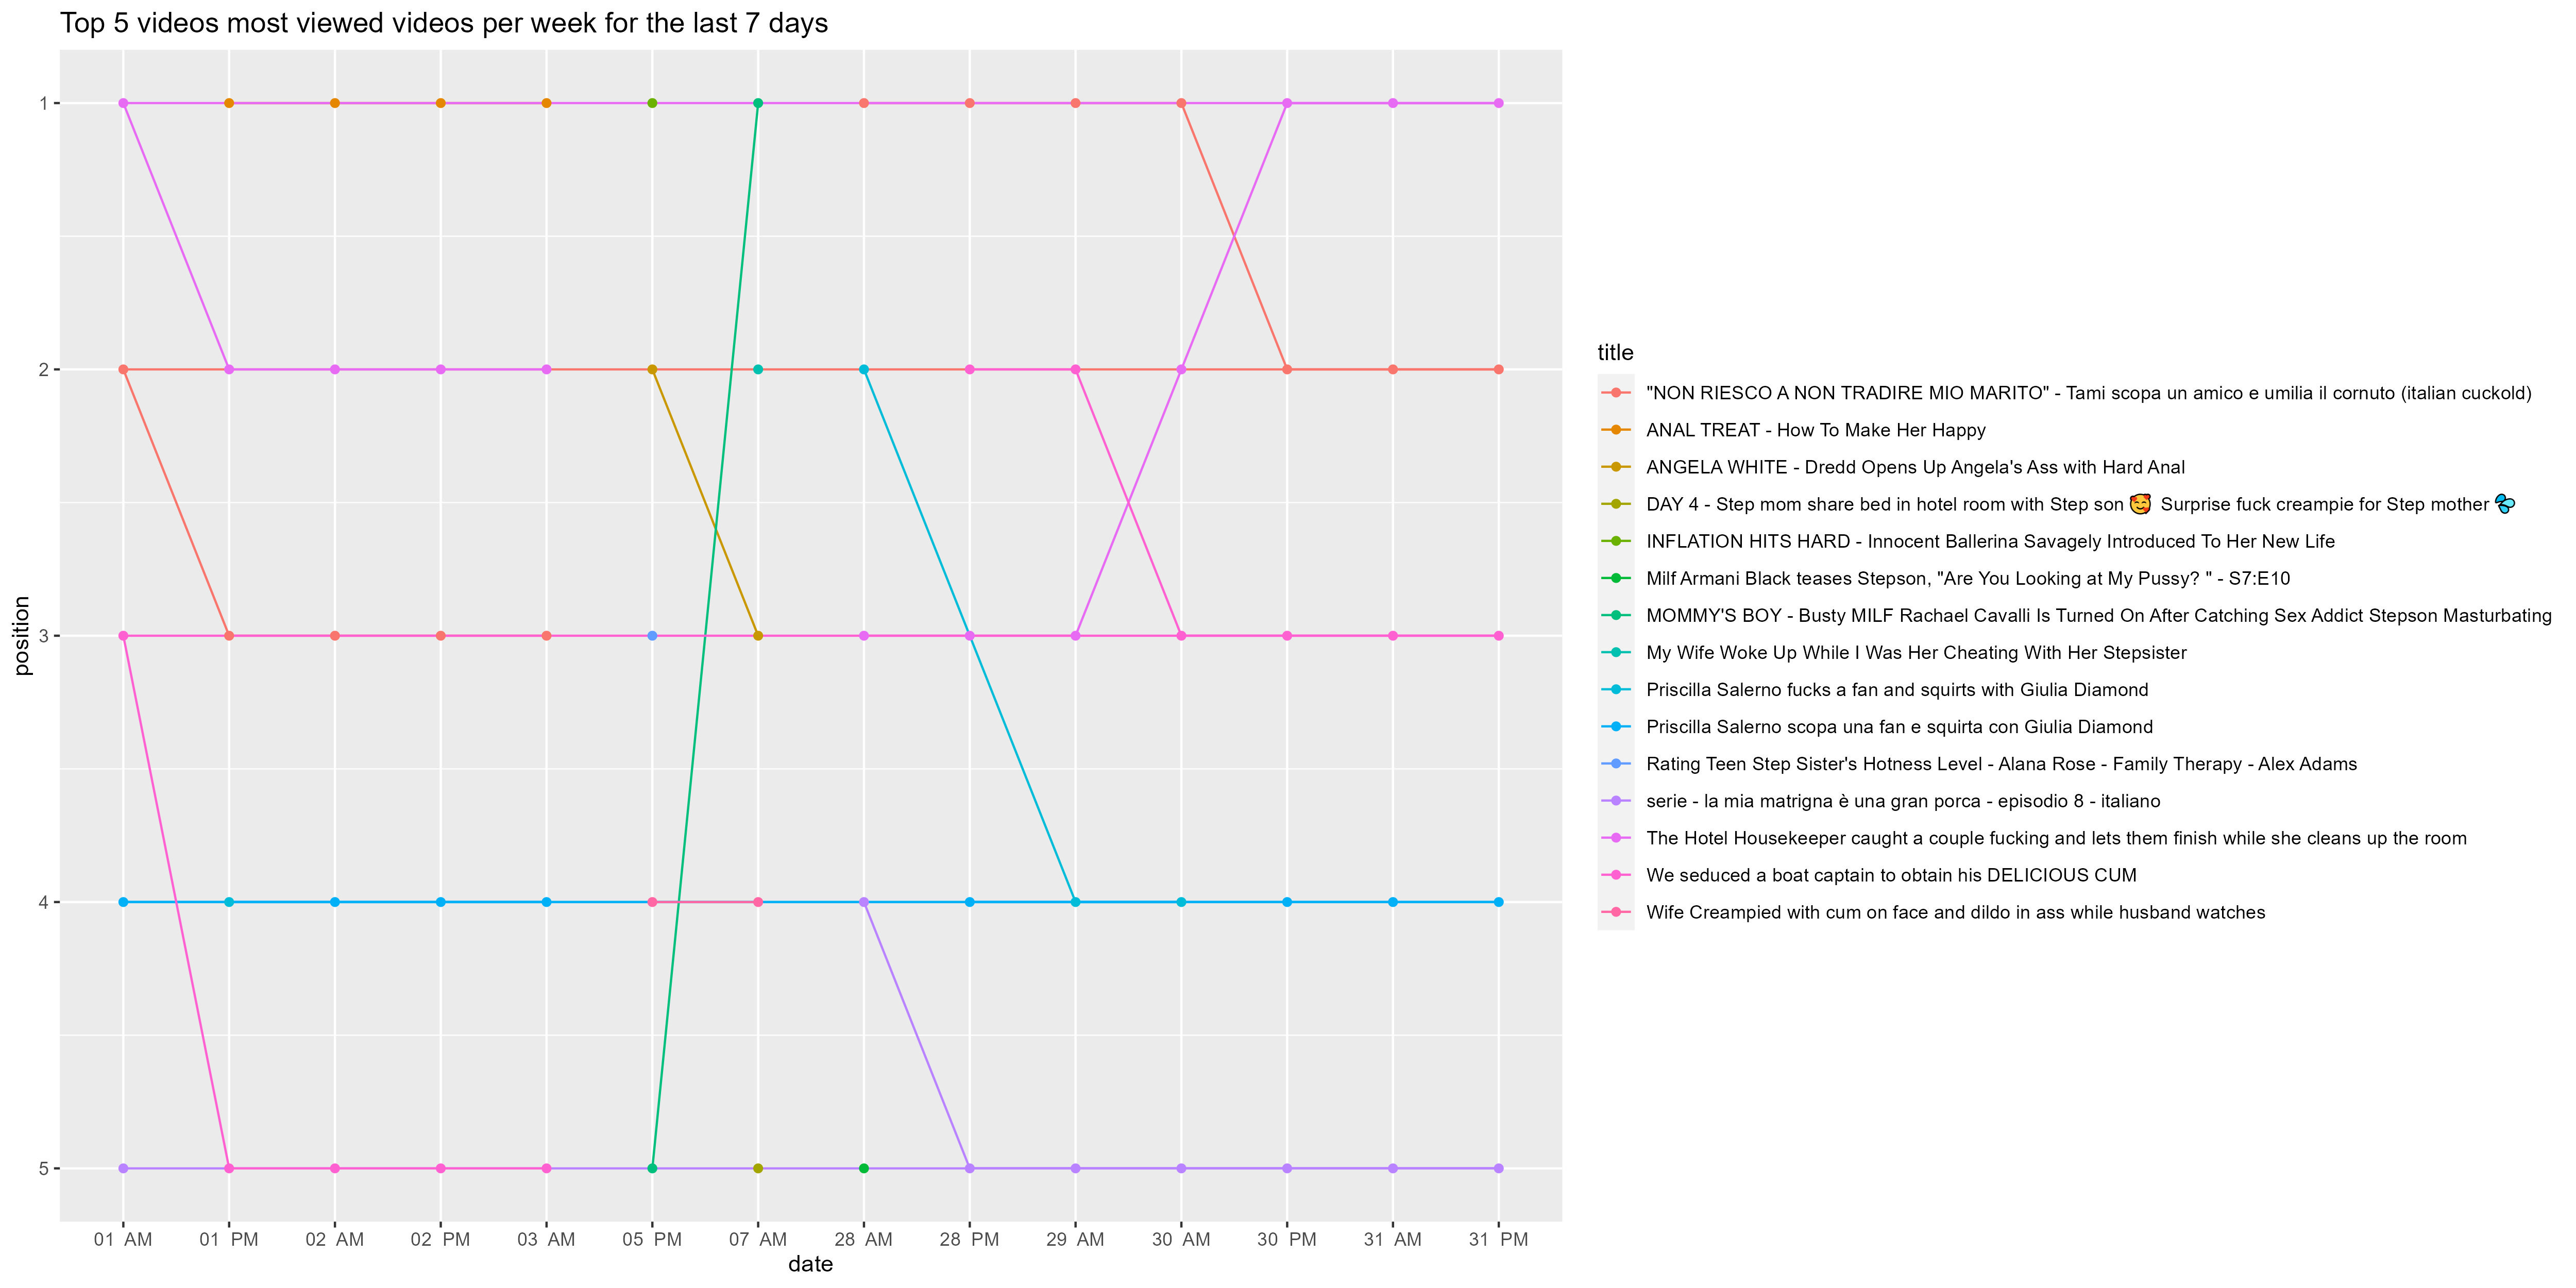 Top 5 videos most viewed videos per week for the last 7 days
position
1
2
3
4
5
01 AM 01 PM 02 AM 02 PM 03 AM 05 PM 07 AM 28 AM 28 PM 29 AM 30 AM 30 PM 31 AM 31 PM
date
title
"NON RIESCO A NON TRADIRE MIO MARITO" - Tami scopa un amico e umilia il cornuto (italian cuckold)
ANAL TREAT - How To Make Her Happy
ANGELA WHITE - Dredd Opens Up Angela's Ass with Hard Anal
DAY 4 - Step mom share bed in hotel room with Step son 🥰 Surprise fuck creampie for Step mother 💦
INFLATION HITS HARD - Innocent Ballerina Savagely Introduced To Her New Life
Milf Armani Black teases Stepson, "Are You Looking at My Pussy? " - S7:E10
MOMMY'S BOY - Busty MILF Rachael Cavalli Is Turned On After Catching Sex Addict Stepson Masturbating
My Wife Woke Up While I Was Her Cheating With Her Stepsister
Priscilla Salerno fucks a fan and squirts with Giulia Diamond
Priscilla Salerno scopa una fan e squirta con Giulia Diamond
Rating Teen Step Sister's Hotness Level - Alana Rose - Family Therapy - Alex Adams
serie - la mia matrigna è una gran porca - episodio 8 - italiano
The Hotel Housekeeper caught a couple fucking and lets them finish while she cleans up the room
We seduced a boat captain to obtain his DELICIOUS CUM
Wife Creampied with cum on face and dildo in ass while husband watches